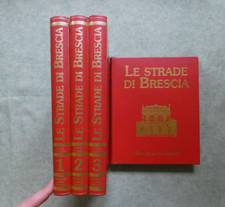 LE STRADE DI BRESCIA
1
LE STRADE DI BRESCIA
2
LE STRADE DI BRESCIA
3
LE STRADE
DI BRESCIA